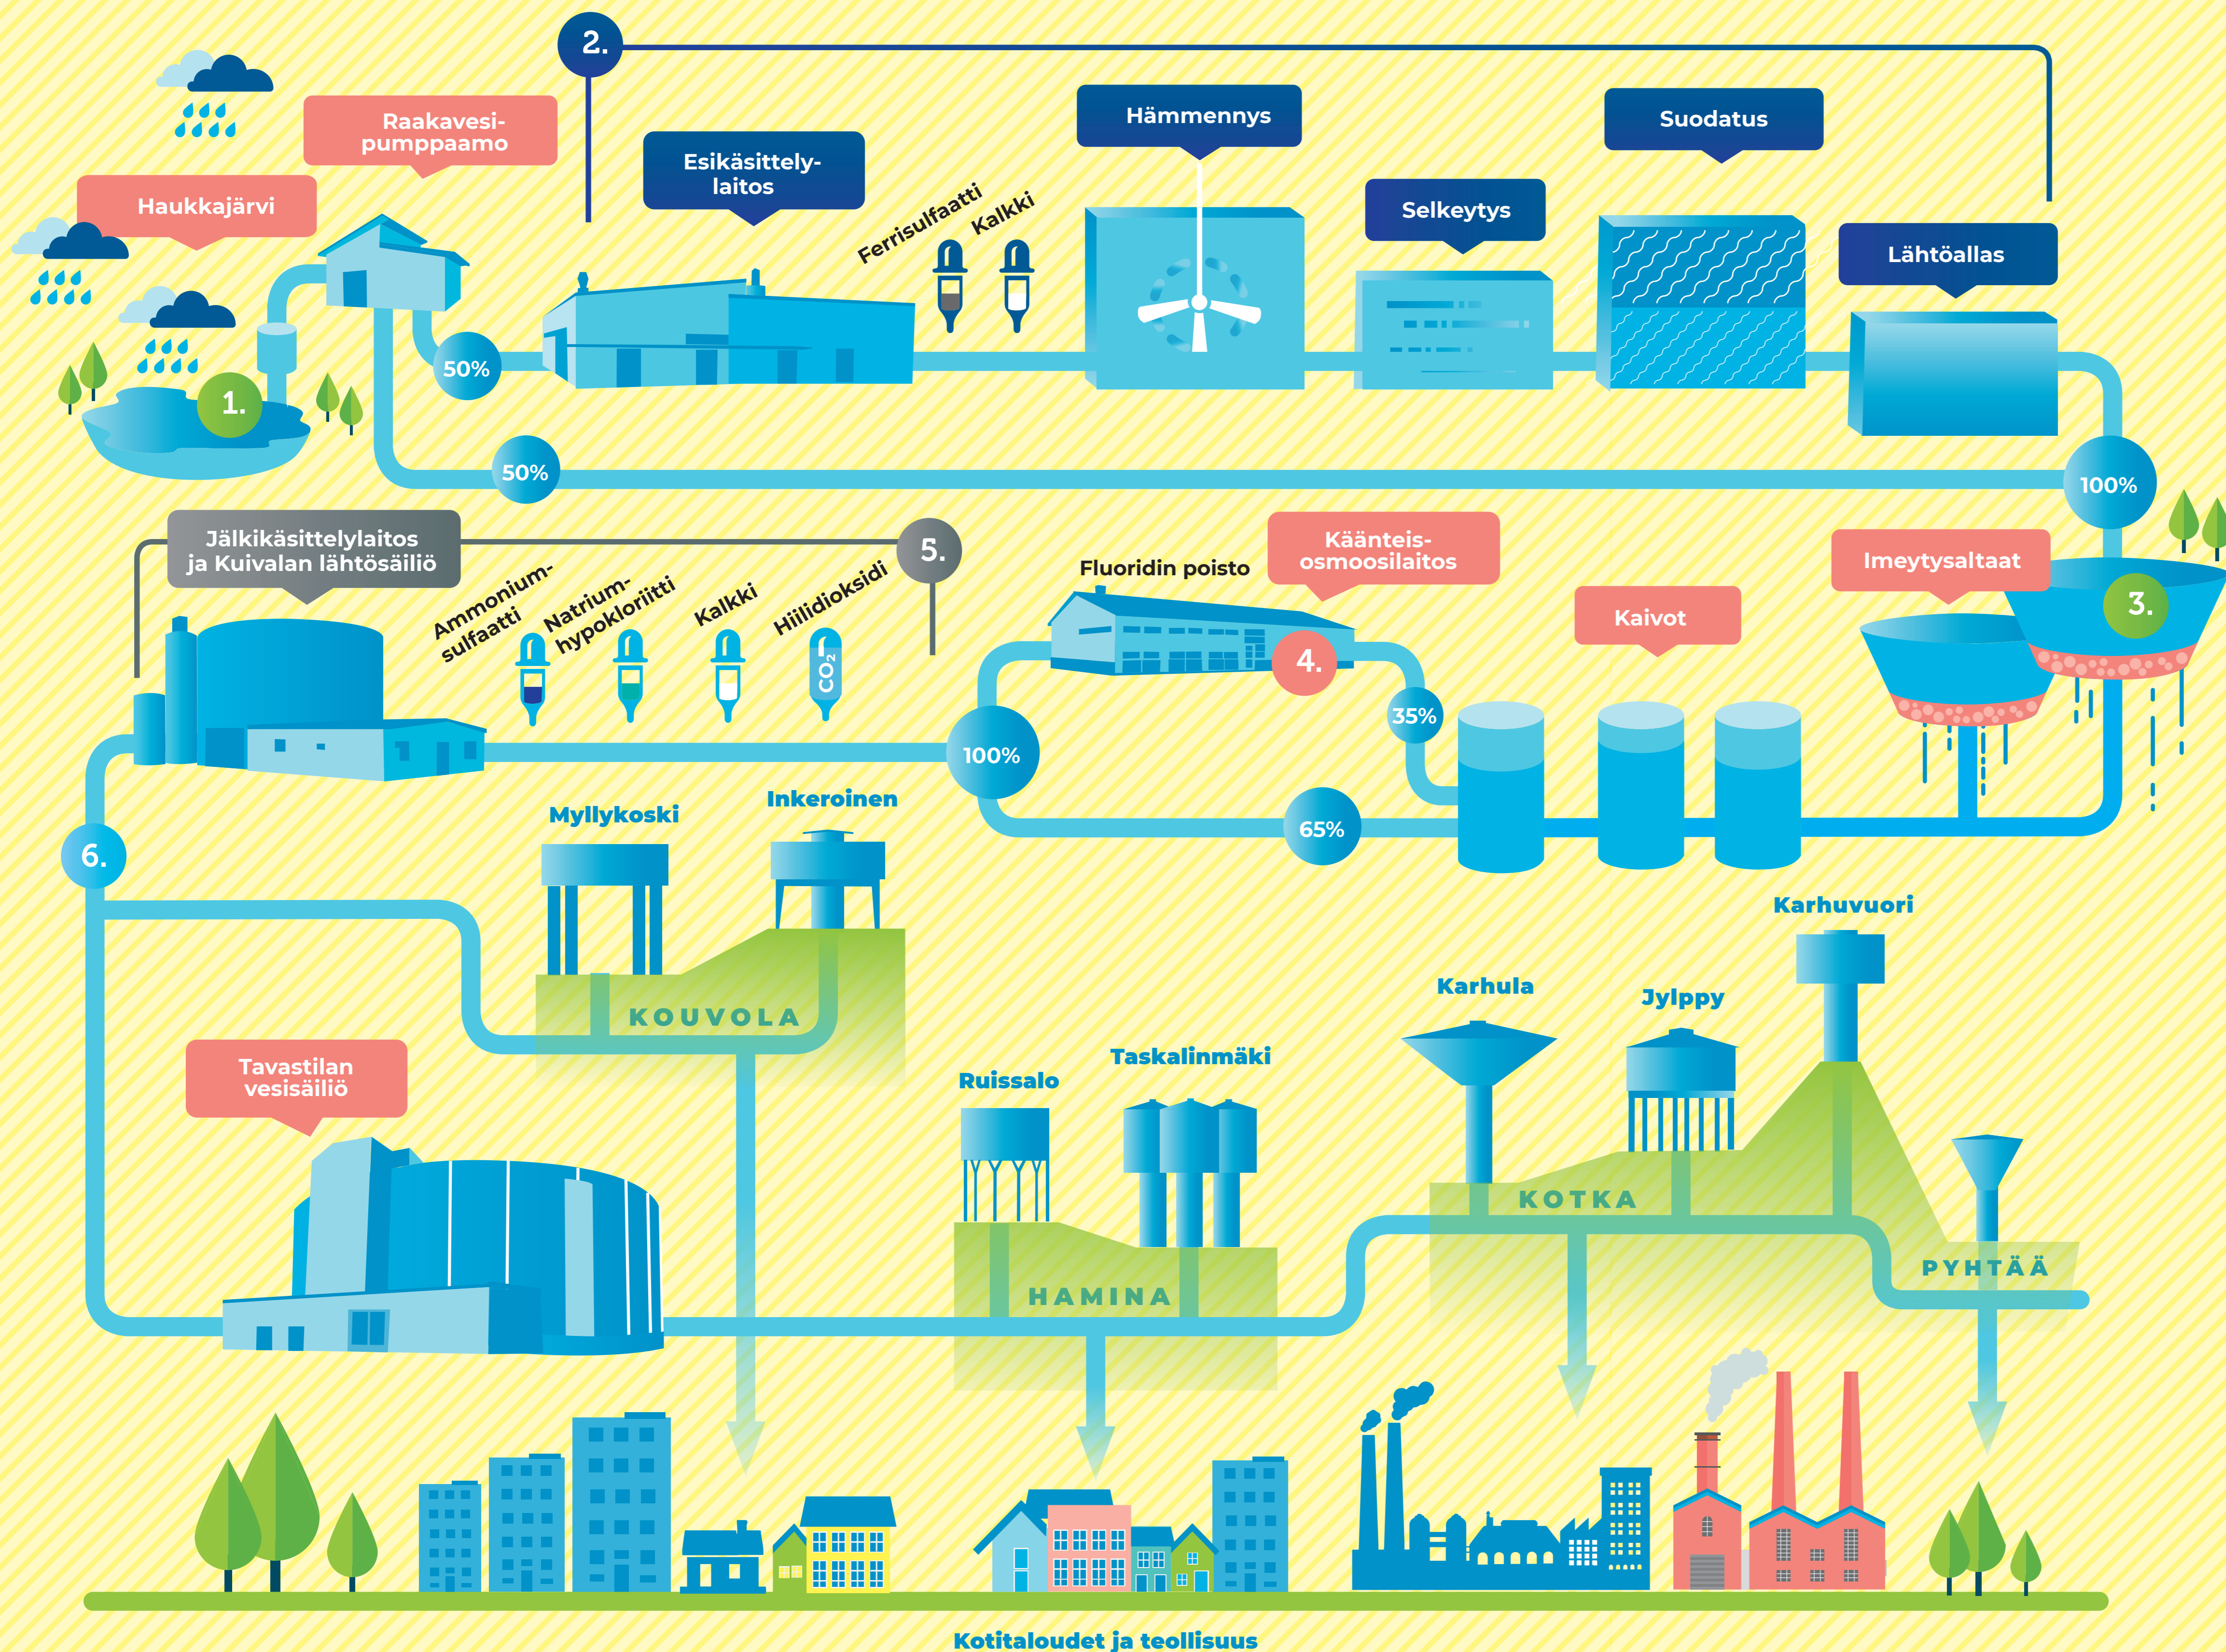 2.
Raakavesi-
pumppaamo
Haukkajärvi
Esikäsittely-
laitos
Ferrisulfaatti
Kalkki
Hämmennys
Selkeytys
Suodatus
Lähtöallas
1.
50%
50%
100%
Jälkikäsittelylaitos
ja Kuivalan lähtösäiliö
5.
Ammonium-
sulfaatti
Natrium-
hypokloriitti
Kalkki
Hiilidioksidi
CO₂
Fluoridin poisto
Käänteis-
osmoosilaitos
4.
Kaivot
Imeytysaltaat
3.
35%
100%
65%
6.
Myllykoski
Inkeroinen
KOUVOLA
Tavastilan
vesisäiliö
Ruissalo
Taskalinmäki
HAMINA
Karhula
Jylppy
Karhuvuori
KOTKA
PYHTÄÄ
Kotitaloudet ja teollisuus